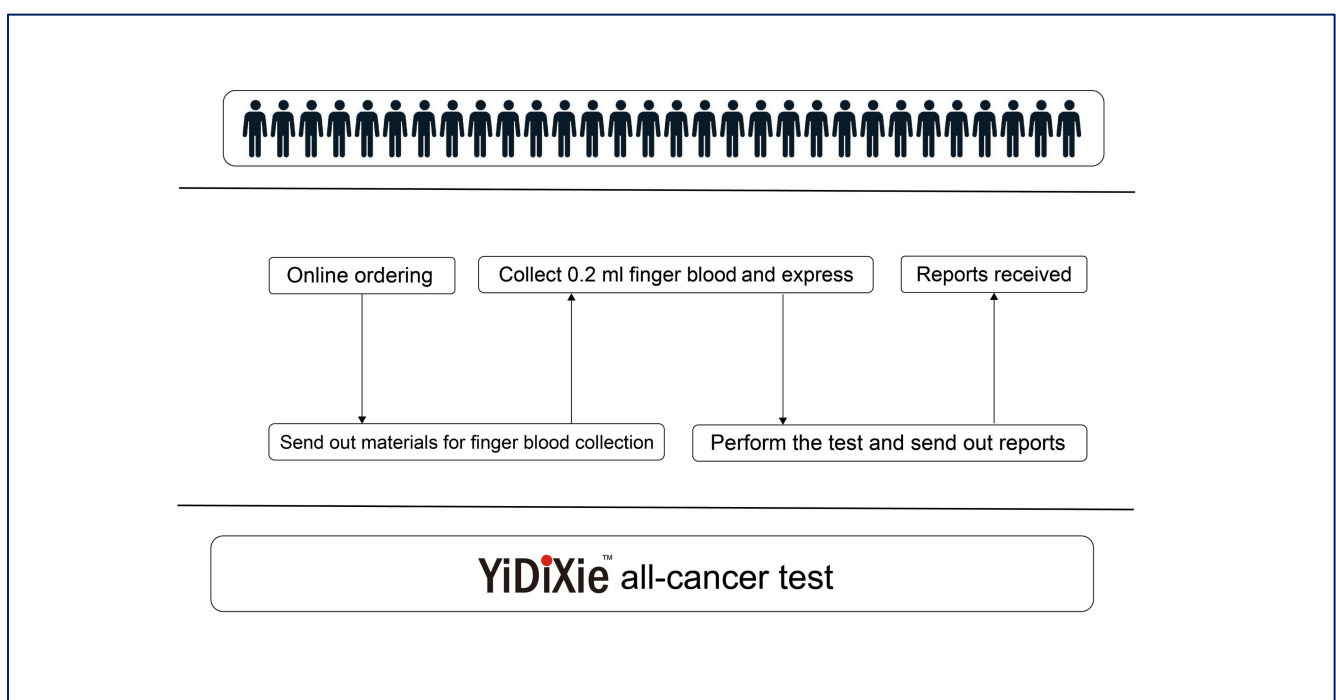 Online ordering
Collect 0.2 ml finger blood and express
Reports received
Send out materials for finger blood collection
Perform the test and send out reports
YiDiXie™ all-cancer test